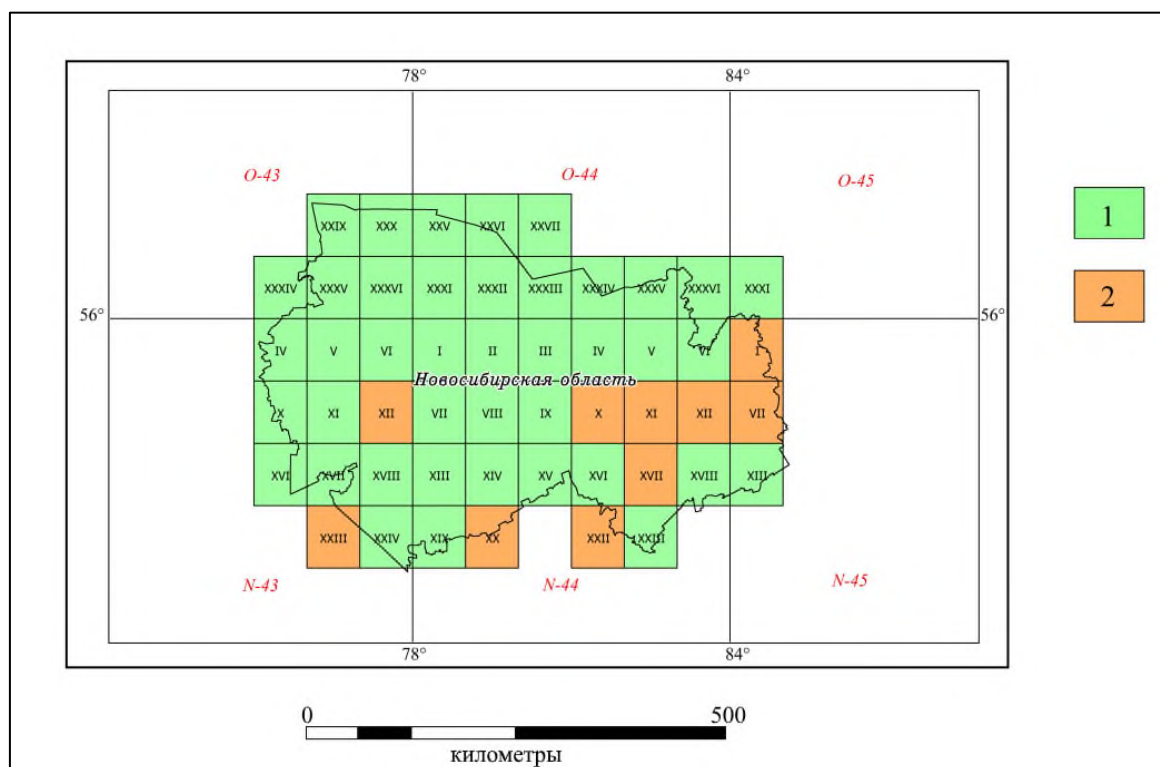 78° 84°
O-43 O-44 O-45
1
XXIX XXX XXV XXVI XXVII
2
XXXIV XXXV XXXVI XXXI XXXII XXXIII XXXIV XXXV XXXVI XXXI
56° 56°
IV V VI I II III IV V VI I
Новосибирская область
X XI XII VII VIII IX X XI XII VII
XVI XVII XVIII XIII XIV XV XVI XVII XVIII XIII
XXIII XXIV XIX XX XXII XXIII
N-43 N-44 N-45
78° 84°
0 500
километры